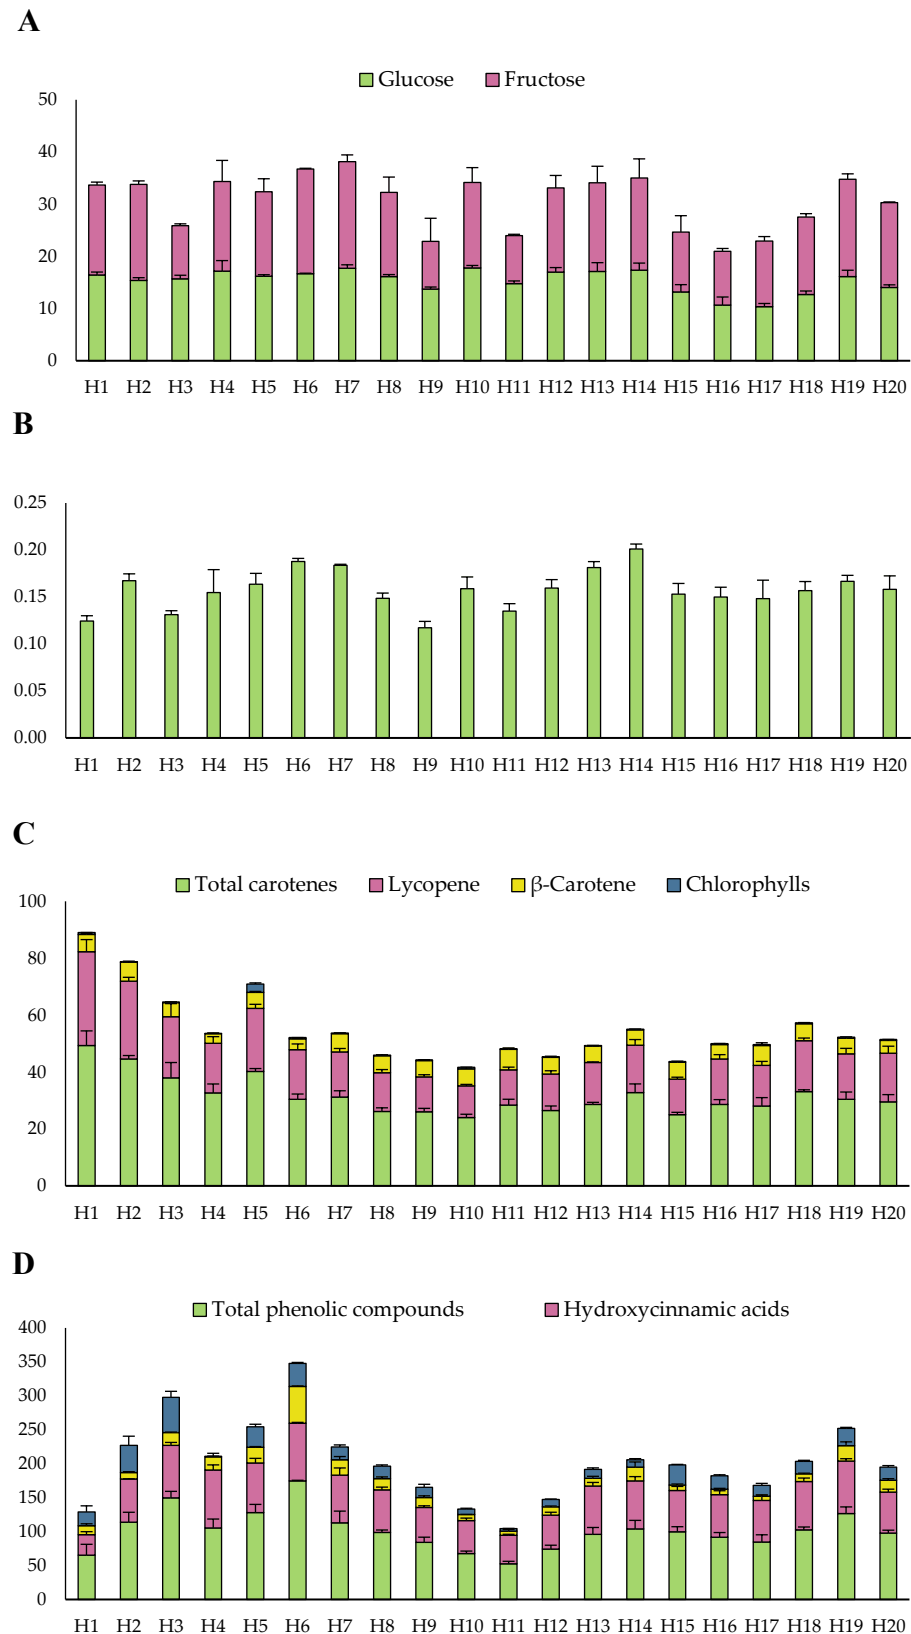 A
Glucose Fructose
50
40
30
20
10
0
H1 H2 H3 H4 H5 H6 H7 H8 H9 H10 H11 H12 H13 H14 H15 H16 H17 H18 H19 H20
B
0.25
0.20
0.15
0.10
0.05
0.00
H1 H2 H3 H4 H5 H6 H7 H8 H9 H10 H11 H12 H13 H14 H15 H16 H17 H18 H19 H20
C
Total carotenes Lycopene β-Carotene Chlorophylls
100
80
60
40
20
0
H1 H2 H3 H4 H5 H6 H7 H8 H9 H10 H11 H12 H13 H14 H15 H16 H17 H18 H19 H20
D
Total phenolic compounds Hydroxycinnamic acids
400
350
300
250
200
150
100
50
0
H1 H2 H3 H4 H5 H6 H7 H8 H9 H10 H11 H12 H13 H14 H15 H16 H17 H18 H19 H20